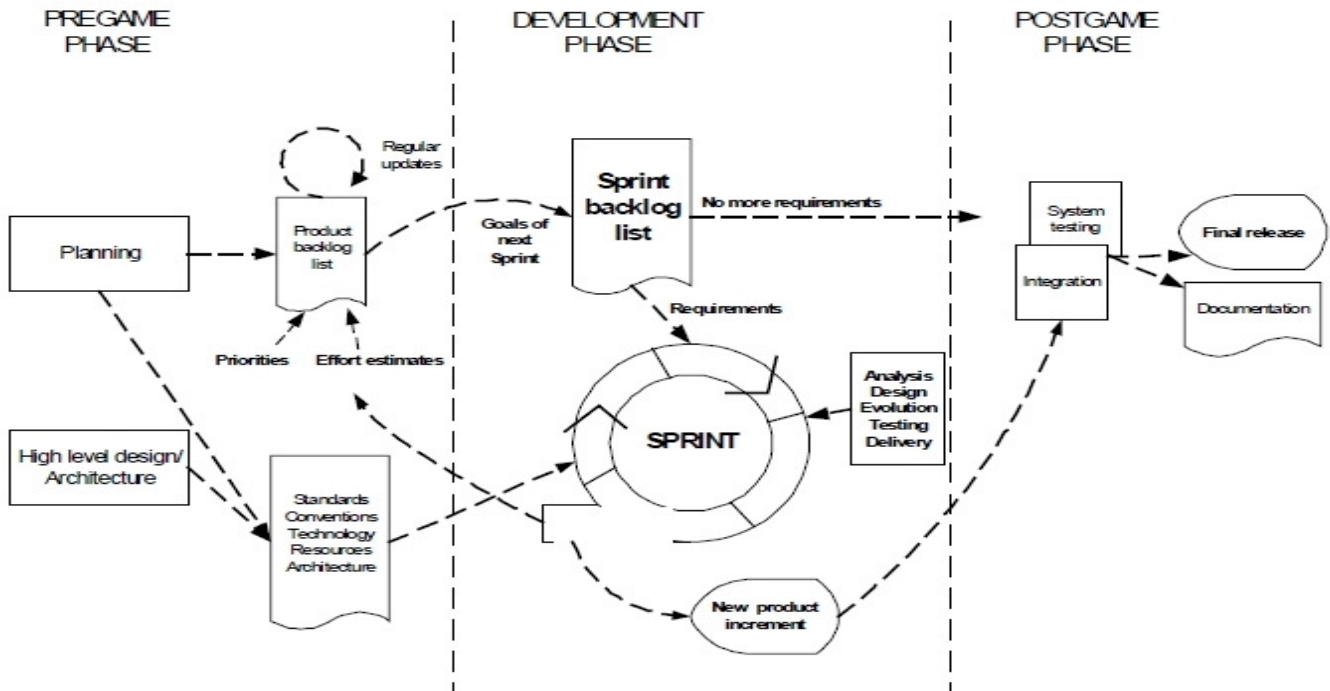 PREGAME
PHASE
DEVELOPMENT
PHASE
POSTGAME
PHASE
Regular
updates
Planning
Product
backlog
list
Priorities
Effort estimates
High level design/
Architecture
Standards
Conventions
Technology
Resources
Architecture
Goals of
next
Sprint
Sprint
backlog
list
No more requirements
Requirements
SPRINT
Analysis
Design
Evolution
Testing
Delivery
New product
increment
System
testing
Integration
Final release
Documentation